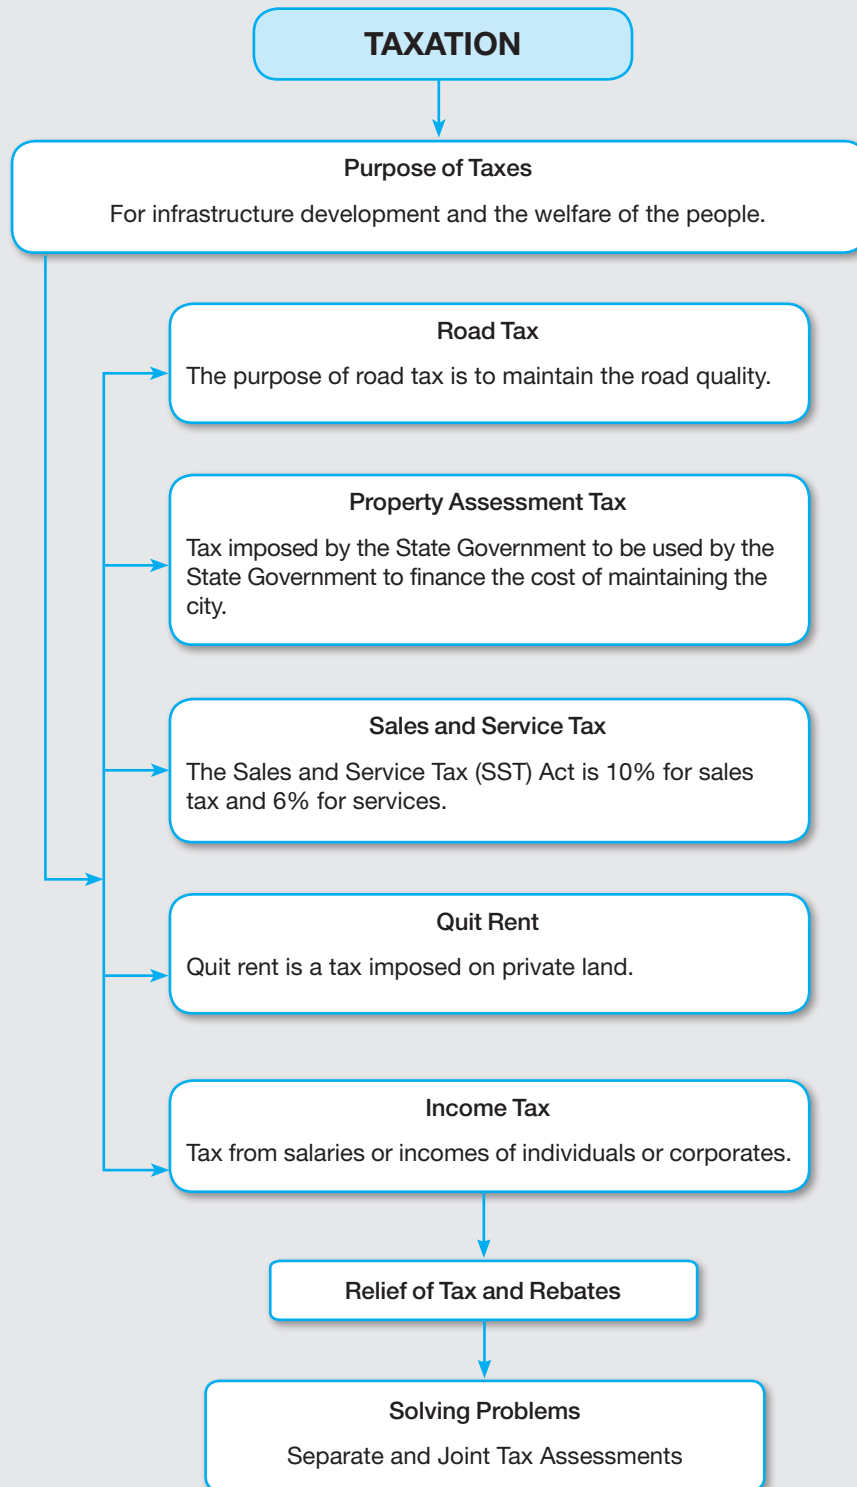 TAXATION
Purpose of Taxes
For infrastructure development and the welfare of the people.
Road Tax
The purpose of road tax is to maintain the road quality.
Property Assessment Tax
Tax imposed by the State Government to be used by the
State Government to finance the cost of maintaining the
city.
Sales and Service Tax
The Sales and Service Tax (SST) Act is 10% for sales
tax and 6% for services.
Quit Rent
Quit rent is a tax imposed on private land.
Income Tax
Tax from salaries or incomes of individuals or corporates.
Relief of Tax and Rebates
Solving Problems
Separate and Joint Tax Assessments